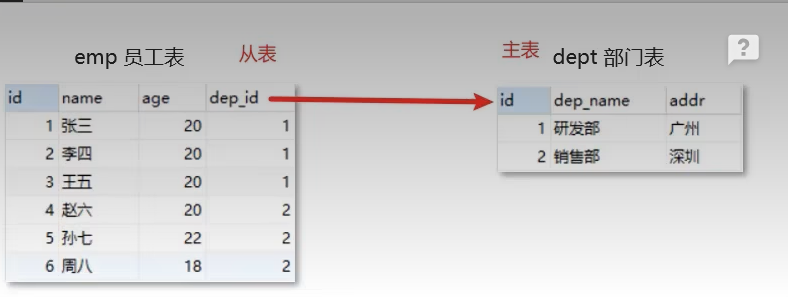 emp 员工表 从表
id name age dep_id
1 张三 20 1
2 李四 20 1
3 王五 20 1
4 赵六 20 2
5 孙七 22 2
6 周八 18 2
主表 dept 部门表
?
id dep_name addr
1 研发部 广州
2 销售部 深圳